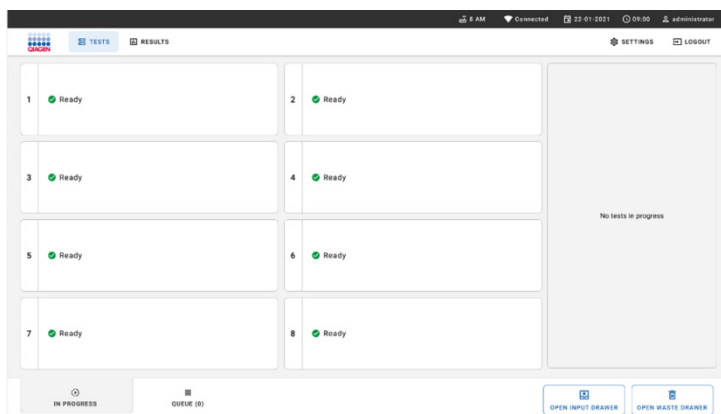 8 AM Connected 22-01-2021 09:00 administrator
QIAGEN TESTS RESULTS SETTINGS LOGOUT
1 Ready 2 Ready
3 Ready 4 Ready
No tests in progress
5 Ready 6 Ready
7 Ready 8 Ready
IN PROGRESS QUEUE (0) OPEN INPUT DRAWER OPEN WASTE DRAWER